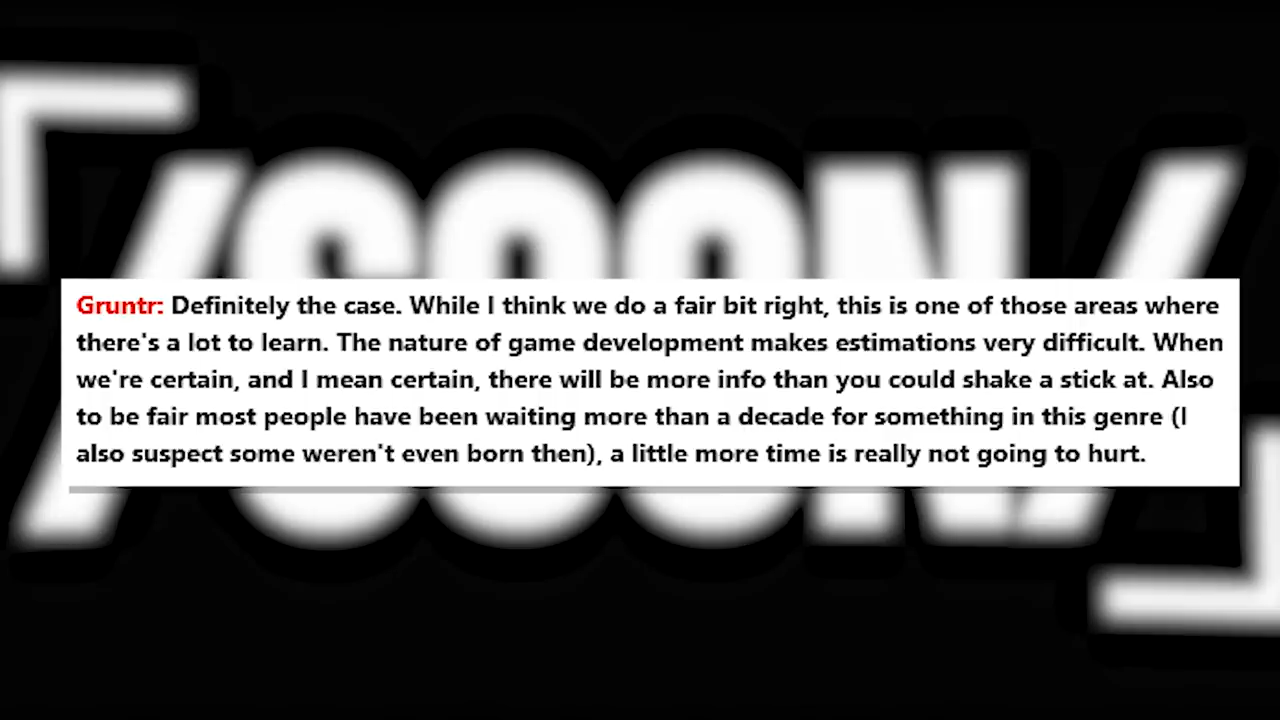 /SOOON/
Gruntr: Definitely the case. While I think we do a fair bit right, this is one of those areas where
there's a lot to learn. The nature of game development makes estimations very difficult. When
we're certain, and I mean certain, there will be more info than you could shake a stick at. Also
to be fair most people have been waiting more than a decade for something in this genre (I
also suspect some weren't even born then), a little more time is really not going to hurt.